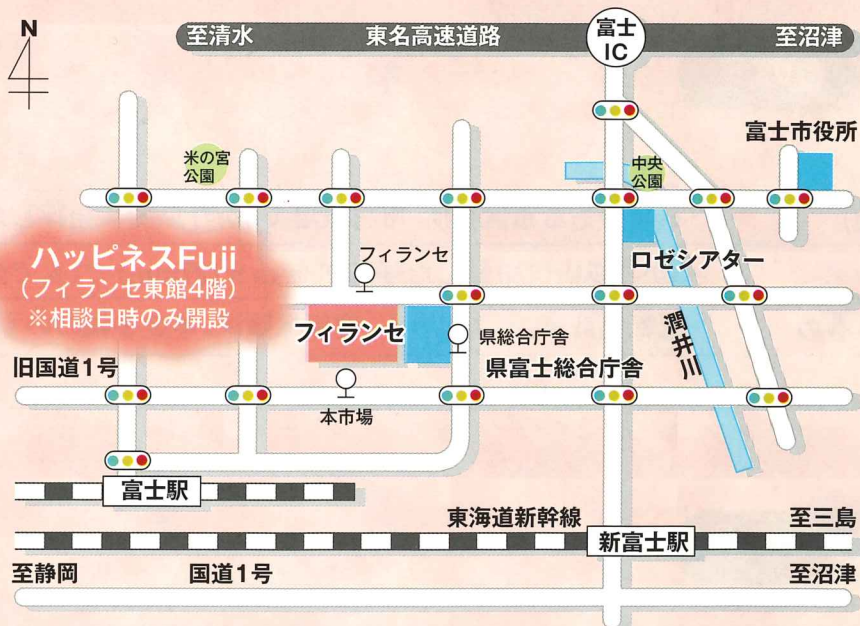 N
至清水
東名高速道路
富士
IC
至沼津
米の宮
公園
中央
公園
富士市役所
ハッピネスFuji
(フィランセ東館4階)
※相談日時のみ開設
フィランセ
ロゼシアター
フィランセ
県総合庁舎
県富士総合庁舎
潤井川
旧国道1号
本市場
富士駅
東海道新幹線
新富士駅
至三島
至静岡
国道1号
至沼津